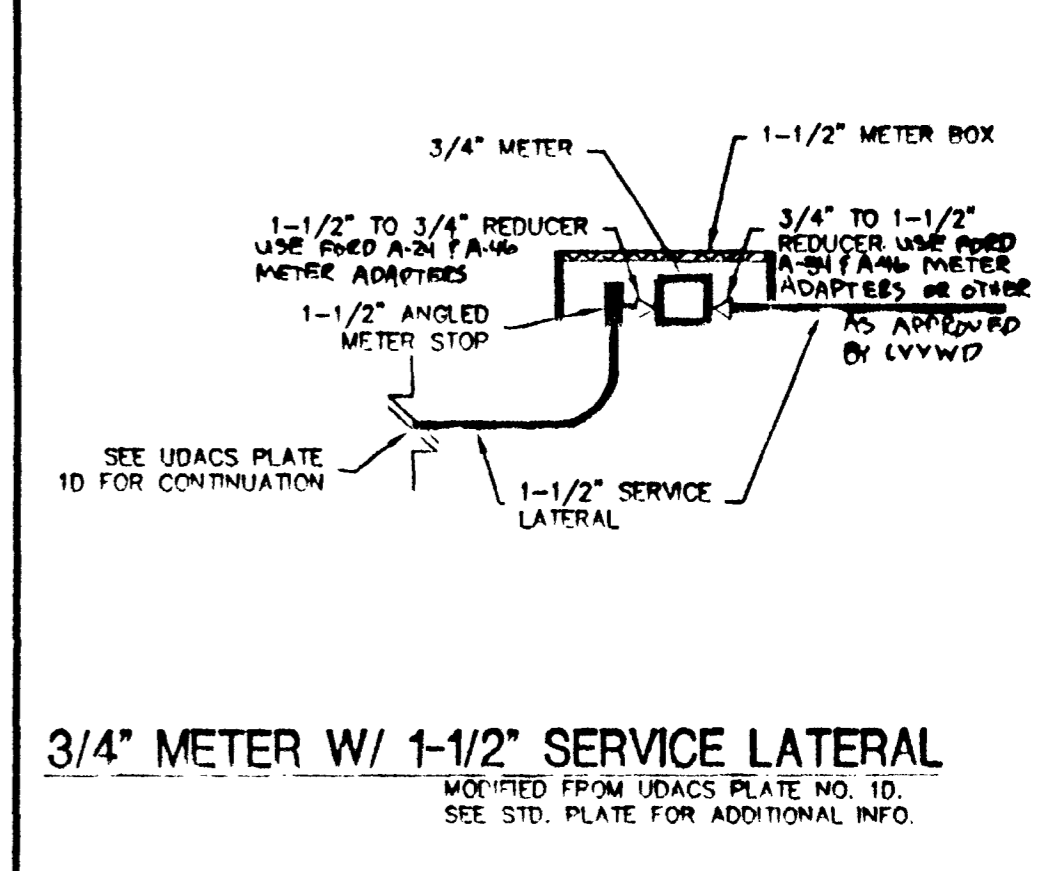 3/4" METER
1-1/2" METER BOX
1-1/2" TO 3/4" REDUCER
USE FORD A-24 & A-46
METER ADAPTERS
3/4" TO 1-1/2"
REDUCER. USE FORD
& A-46 METER
ADAPTERS OR OTHER
AS APPROVED
BY LVVWD
1-1/2" ANGLED
METER STOP
SEE UDACS PLATE
1D FOR CONTINUATION
1-1/2" SERVICE
LATERAL
3/4" METER W/ 1-1/2" SERVICE LATERAL
MODIFIED FROM UDACS PLATE NO. 1D.
SEE STD. PLATE FOR ADDITIONAL INFO.